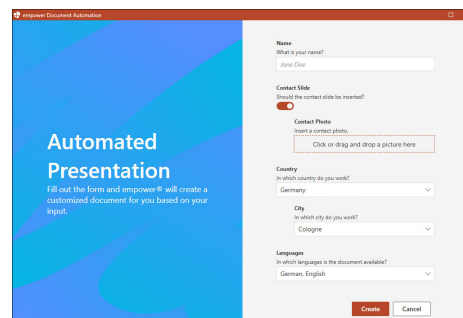 empower Document Automation
Automated
Presentation
Fill out the form and empower® will create a
customized document for you based on your
input.
Name
What is your name?
Jane Doe
Contact Slide
Should the contact slide be inserted?
Contact Photo
Insert a contact photo.
Click or drag and drop a picture here
Country
In which country do you work?
Germany
City
In which city do you work?
Cologne
Languages
In which languages is the document available?
German, English
Create
Cancel